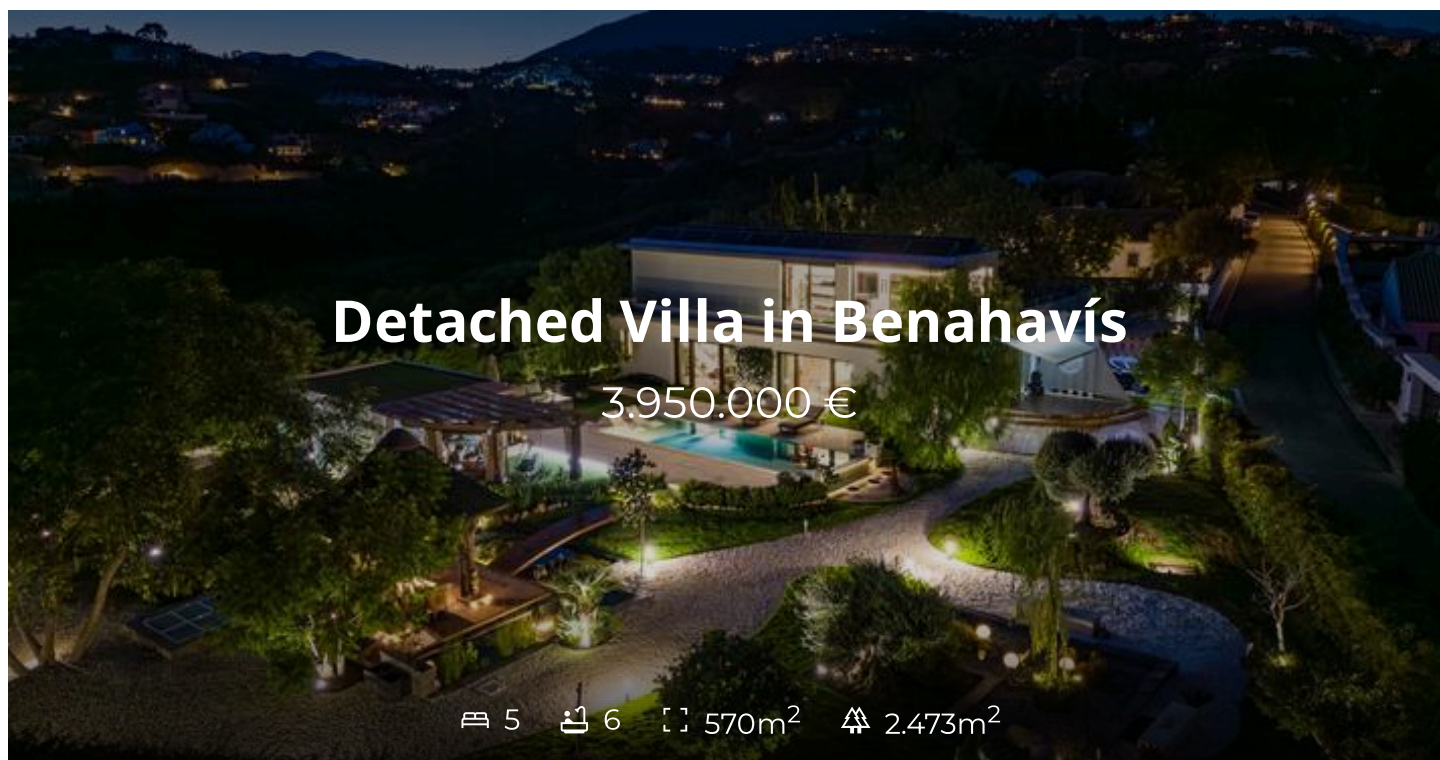 Detached Villa in Benahavís
3.950.000 €
5 6 570m² 2.473m²